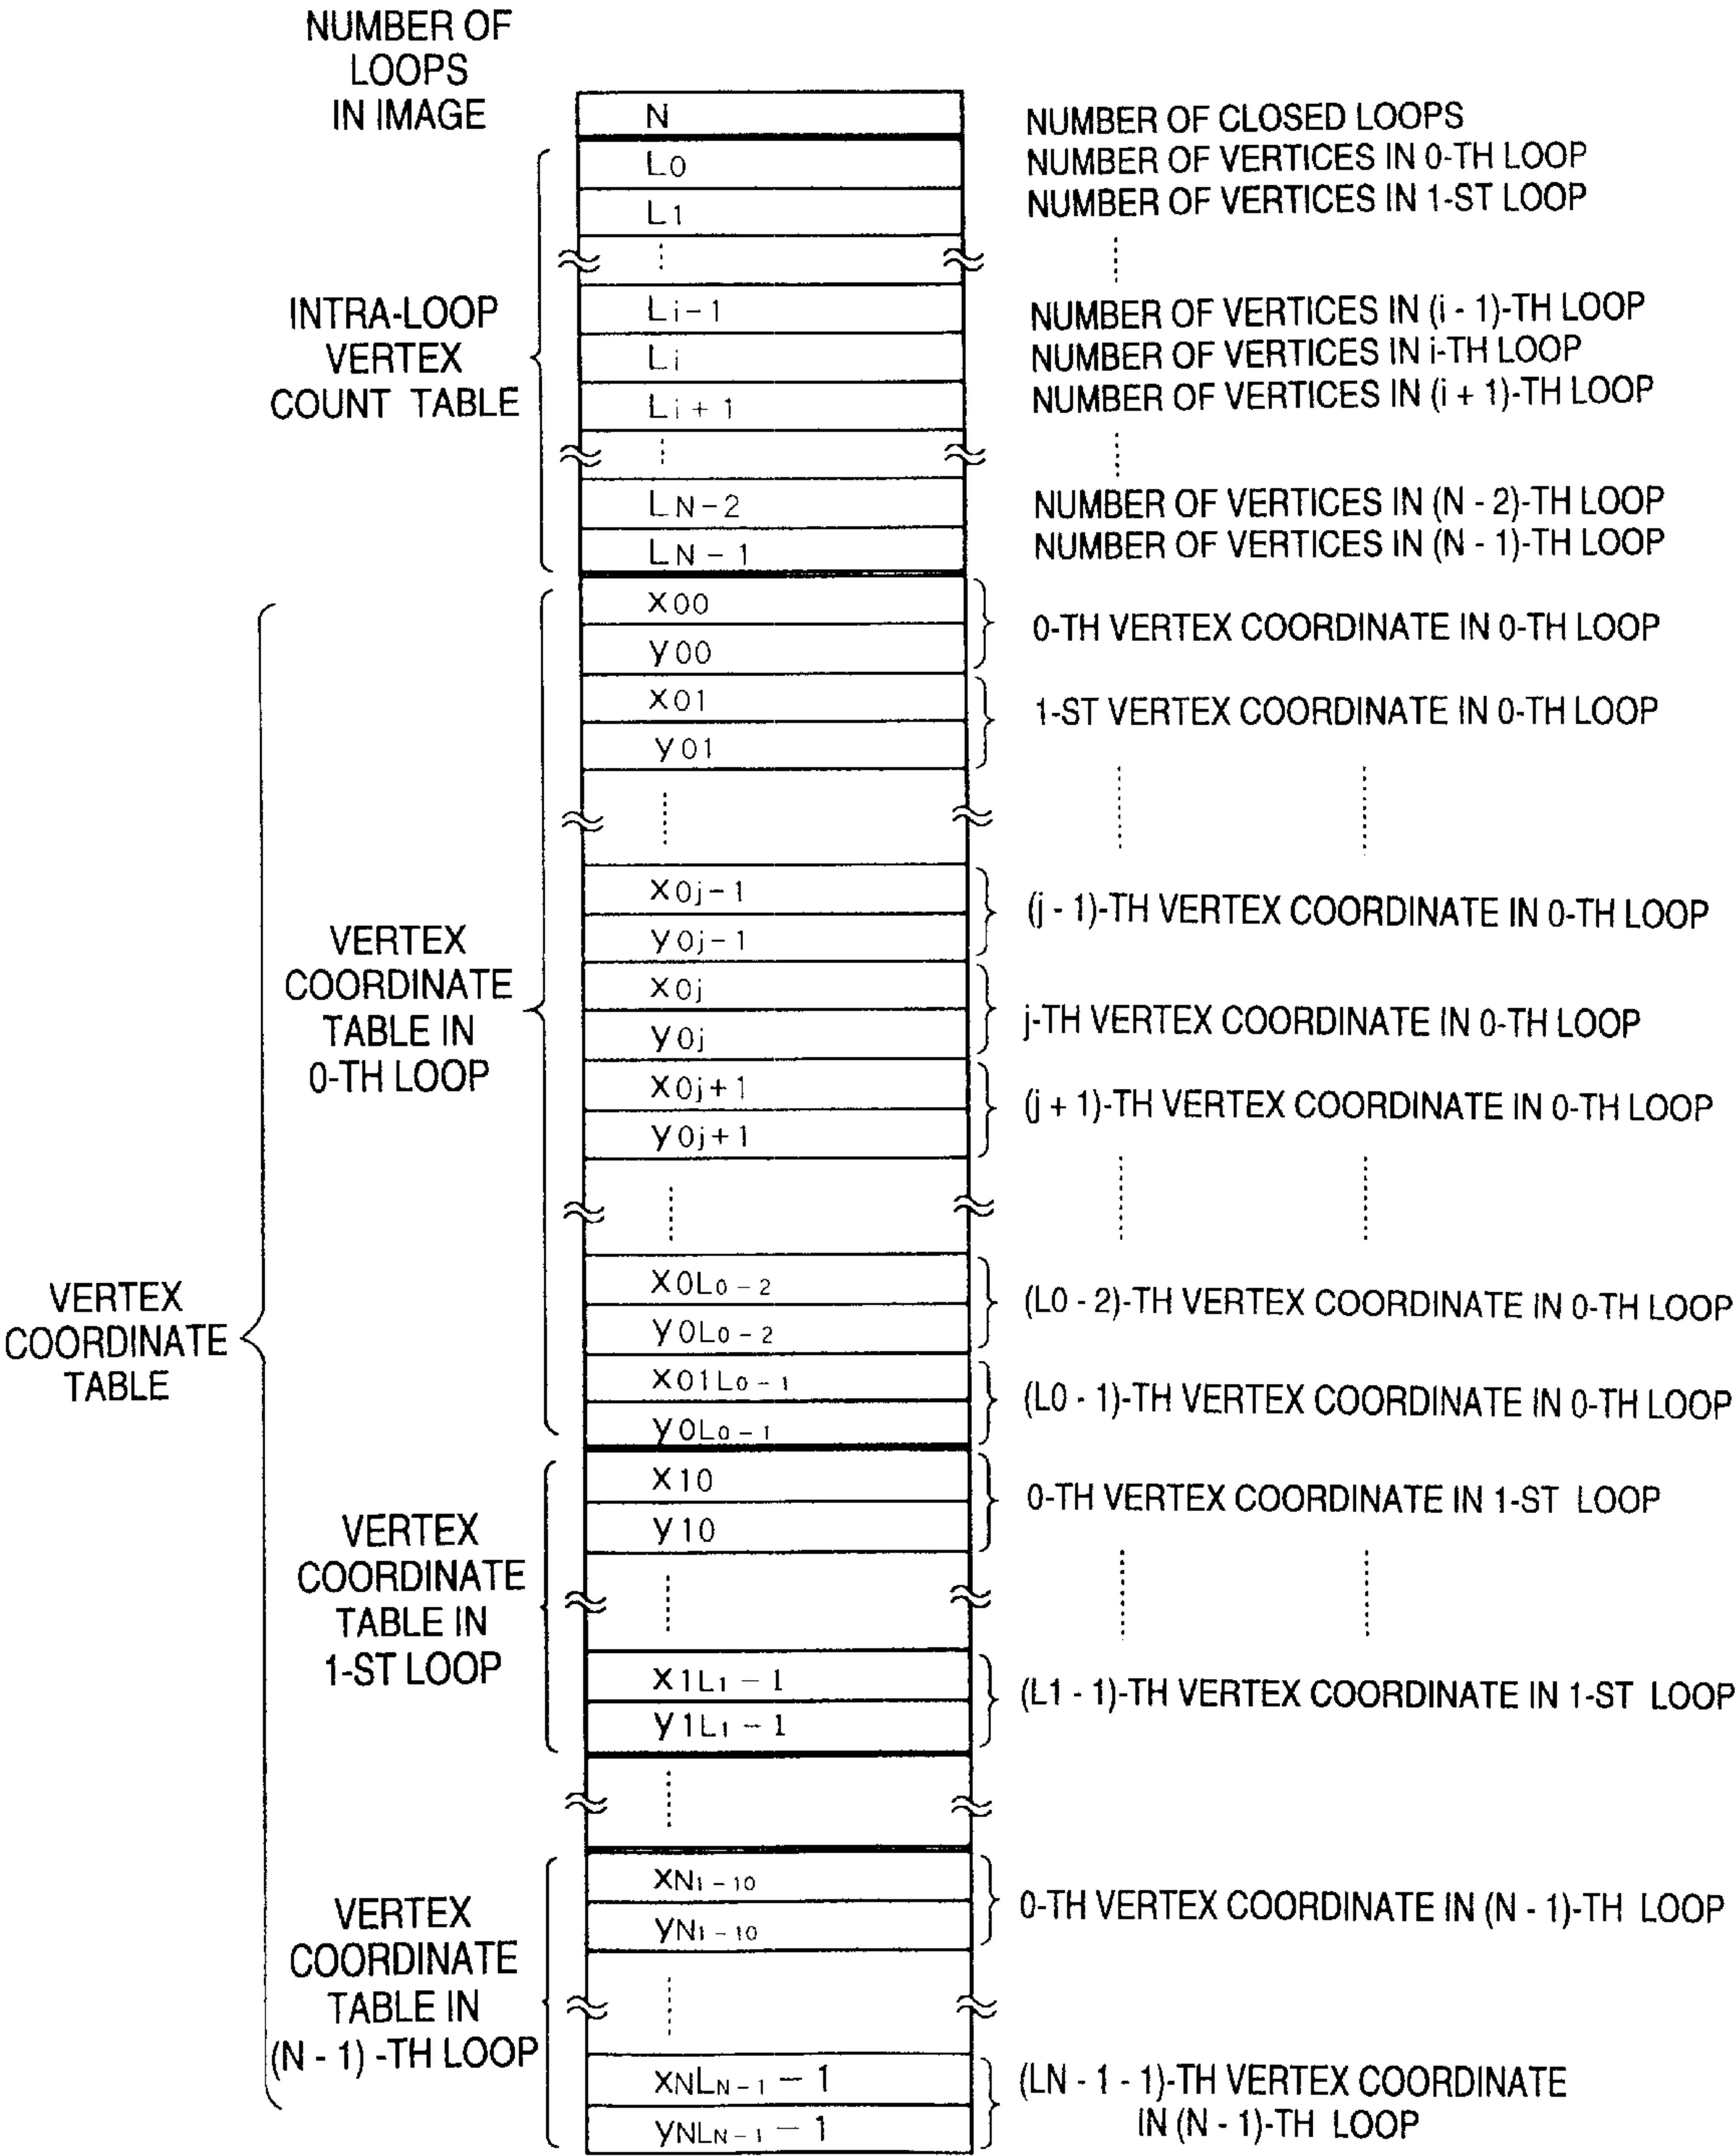 NUMBER OF
LOOPS
IN IMAGE
N NUMBER OF CLOSED LOOPS
L0 NUMBER OF VERTICES IN 0-TH LOOP
L1 NUMBER OF VERTICES IN 1-ST LOOP
INTRA-LOOP
VERTEX
COUNT TABLE
Li-1 NUMBER OF VERTICES IN (i - 1)-TH LOOP
Li NUMBER OF VERTICES IN i-TH LOOP
Li+1 NUMBER OF VERTICES IN (i + 1)-TH LOOP
LN-2 NUMBER OF VERTICES IN (N - 2)-TH LOOP
LN-1 NUMBER OF VERTICES IN (N - 1)-TH LOOP
VERTEX
COORDINATE
TABLE
VERTEX
COORDINATE
TABLE IN
0-TH LOOP
x00
y00
0-TH VERTEX COORDINATE IN 0-TH LOOP
x01
y01
1-ST VERTEX COORDINATE IN 0-TH LOOP
x0j-1
y0j-1
(j - 1)-TH VERTEX COORDINATE IN 0-TH LOOP
x0j
y0j
j-TH VERTEX COORDINATE IN 0-TH LOOP
x0j+1
y0j+1
(j + 1)-TH VERTEX COORDINATE IN 0-TH LOOP
x0L0-2
y0L0-2
(L0 - 2)-TH VERTEX COORDINATE IN 0-TH LOOP
x01L0-1
y0L0-1
(L0 - 1)-TH VERTEX COORDINATE IN 0-TH LOOP
VERTEX
COORDINATE
TABLE IN
1-ST LOOP
x10
y10
0-TH VERTEX COORDINATE IN 1-ST LOOP
x1L1-1
y1L1-1
(L1 - 1)-TH VERTEX COORDINATE IN 1-ST LOOP
VERTEX
COORDINATE
TABLE IN
(N - 1) -TH LOOP
xN1-10
yN1-10
0-TH VERTEX COORDINATE IN (N - 1)-TH LOOP
xNLN-1-1
yNLN-1-1
(LN - 1 - 1)-TH VERTEX COORDINATE
IN (N - 1)-TH LOOP